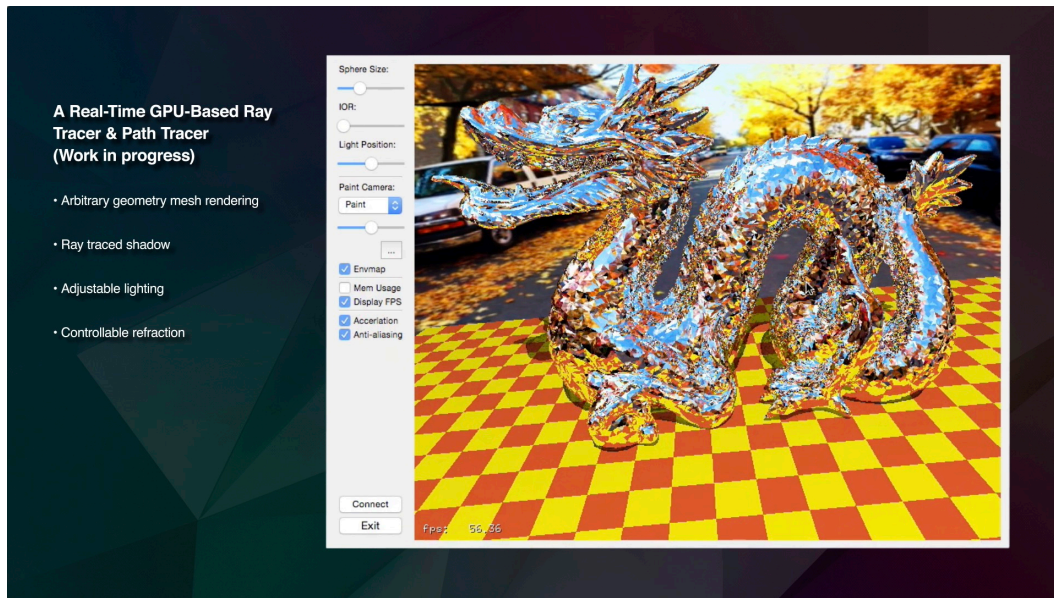 A Real-Time GPU-Based Ray
Tracer & Path Tracer
(Work in progress)
• Arbitrary geometry mesh rendering
• Ray traced shadow
• Adjustable lighting
• Controllable refraction
Sphere Size:
IOR:
Light Position:
Paint Camera:
Paint
...
Envmap
Mem Usage
Display FPS
Accerlation
Anti-aliasing
Connect
Exit
fps: 56.36